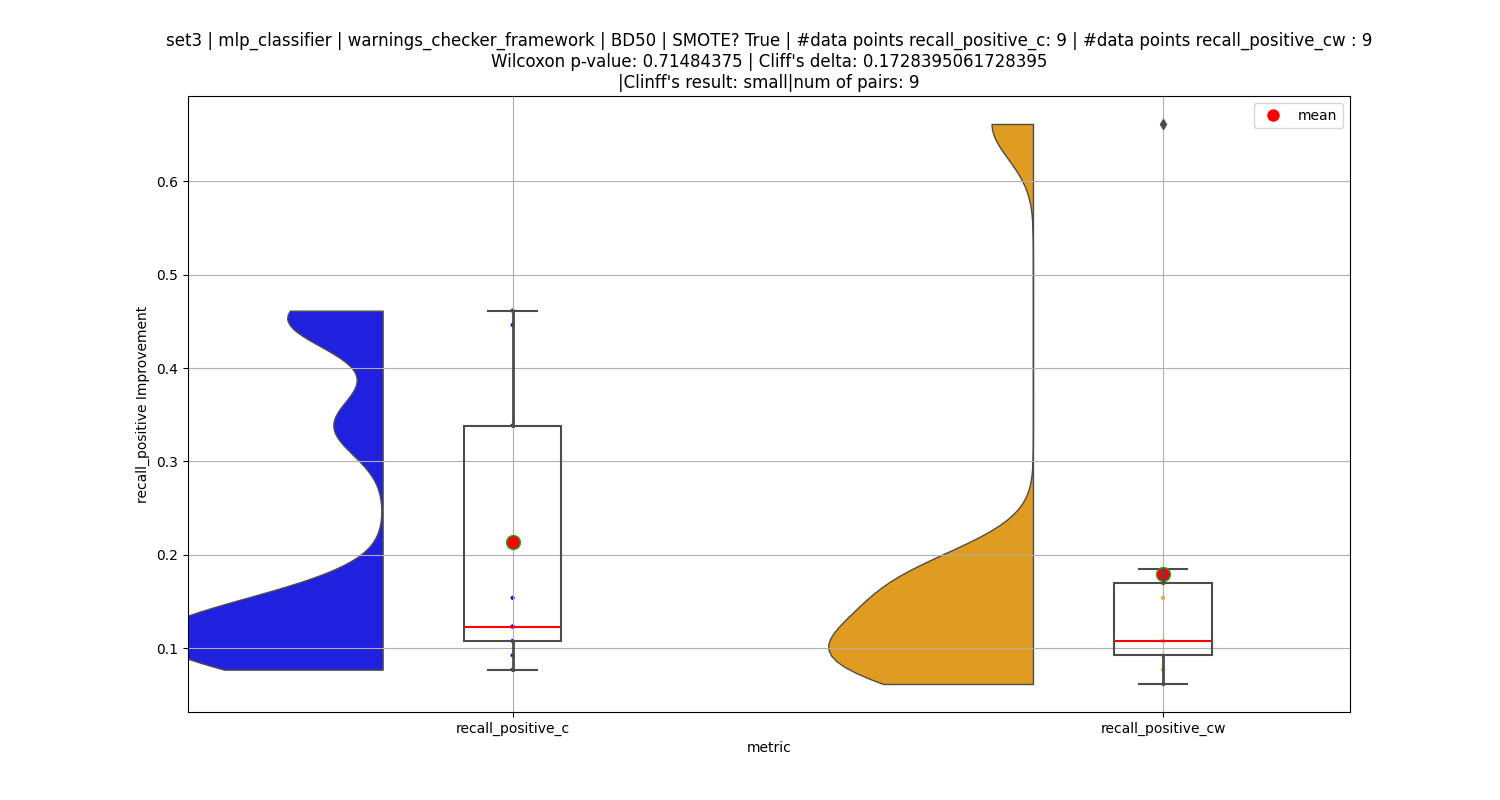 set3 | mlp_classifier | warnings_checker_framework | BD50 | SMOTE? True | #data points recall_positive_c: 9 | #data points recall_positive_cw : 9
Wilcoxon p-value: 0.71484375 | Cliff's delta: 0.1728395061728395
|Clinff's result: small|num of pairs: 9
mean
0.6
0.5
0.4
0.3
0.2
0.1
recall_positive Improvement
recall_positive_c
recall_positive_cw
metric